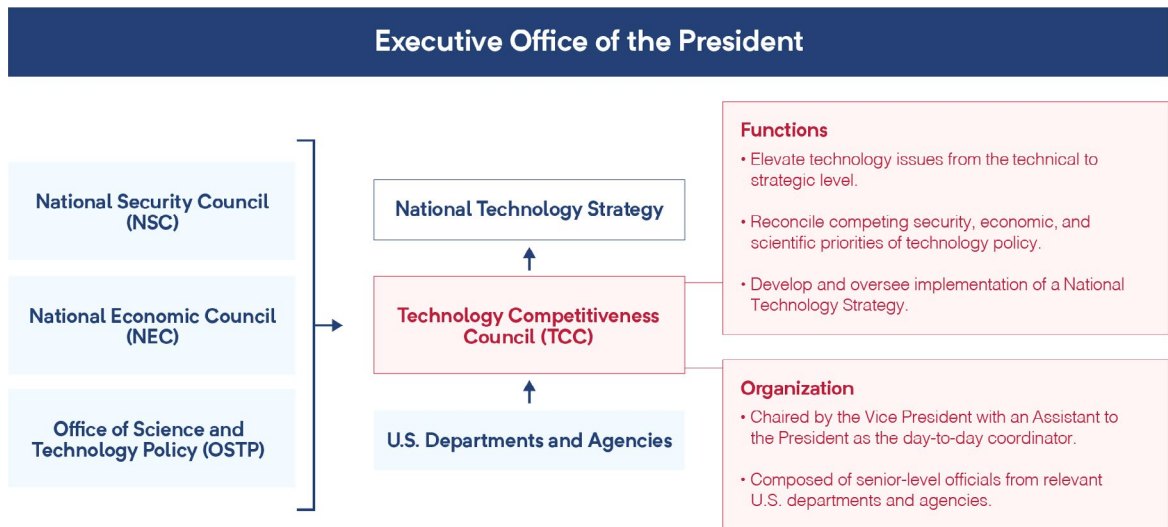 Executive Office of the President
National Security Council
(NSC)
National Economic Council
(NEC)
Office of Science and
Technology Policy (OSTP)
National Technology Strategy
Technology Competitiveness
Council (TCC)
U.S. Departments and Agencies
Functions
• Elevate technology issues from the technical to
strategic level.
• Reconcile competing security, economic, and
scientific priorities of technology policy.
• Develop and oversee implementation of a National
Technology Strategy.
Organization
• Chaired by the Vice President with an Assistant to
the President as the day-to-day coordinator.
• Composed of senior-level officials from relevant
U.S. departments and agencies.